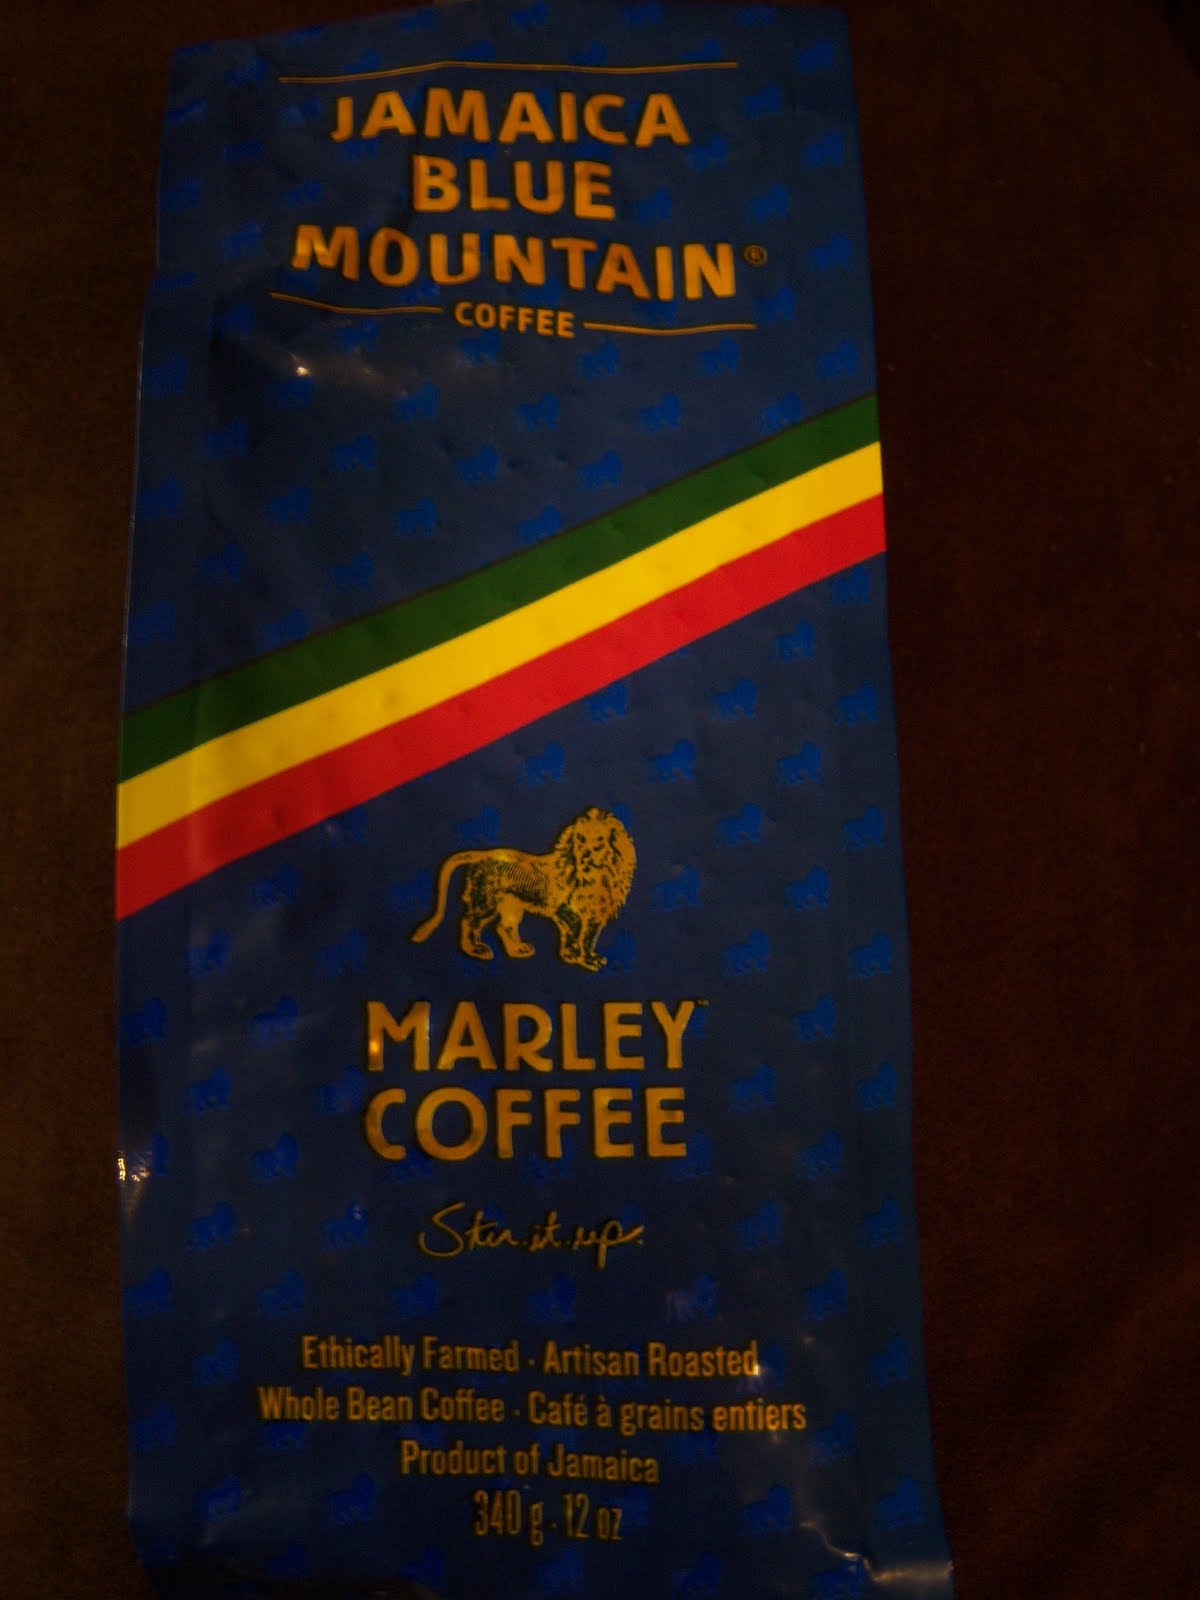 JAMAICA
BLUE
MOUNTAIN®
COFFEE
MARLEY™
COFFEE
Stir it up.
Ethically Farmed · Artisan Roasted
Whole Bean Coffee · Café à grains entiers
Product of Jamaica
340 g · 12 oz